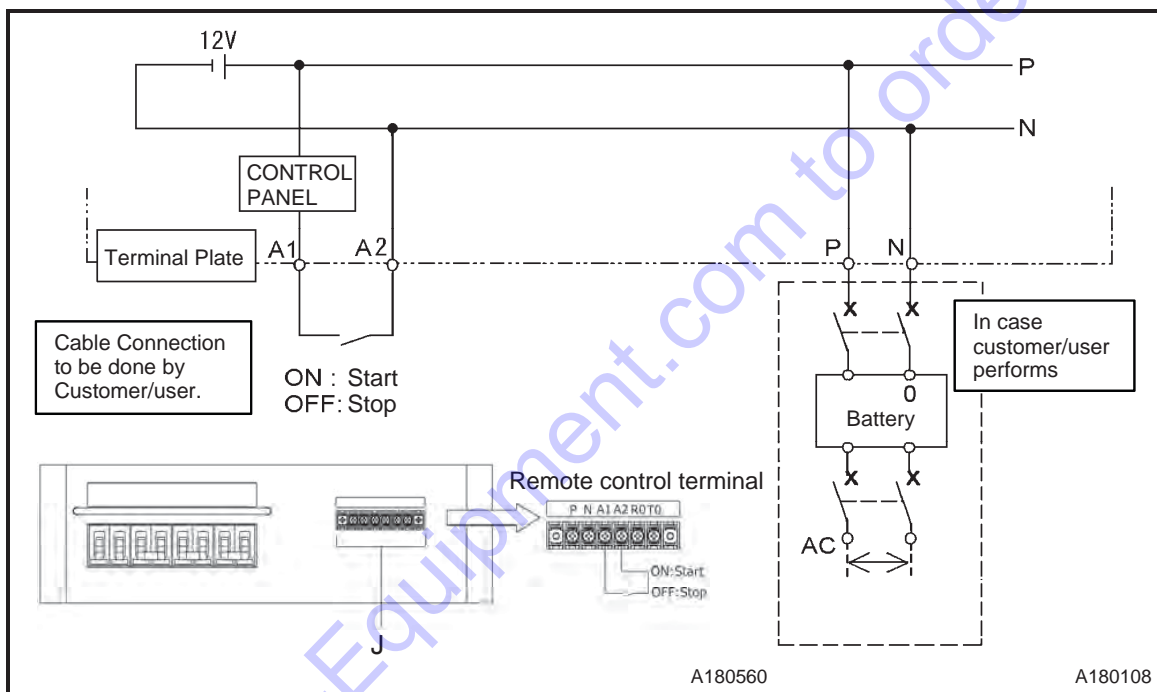 12V
P
N
CONTROL
PANEL
Terminal Plate
A1
A2
P
N
Cable Connection
to be done by
Customer/user.
ON : Start
OFF: Stop
In case
customer/user
performs
0
Battery
AC
Remote control terminal
P N A1 A2 R0 T0
ON:Start
OFF:Stop
J
A180560
A180108
Equipment.com to orde